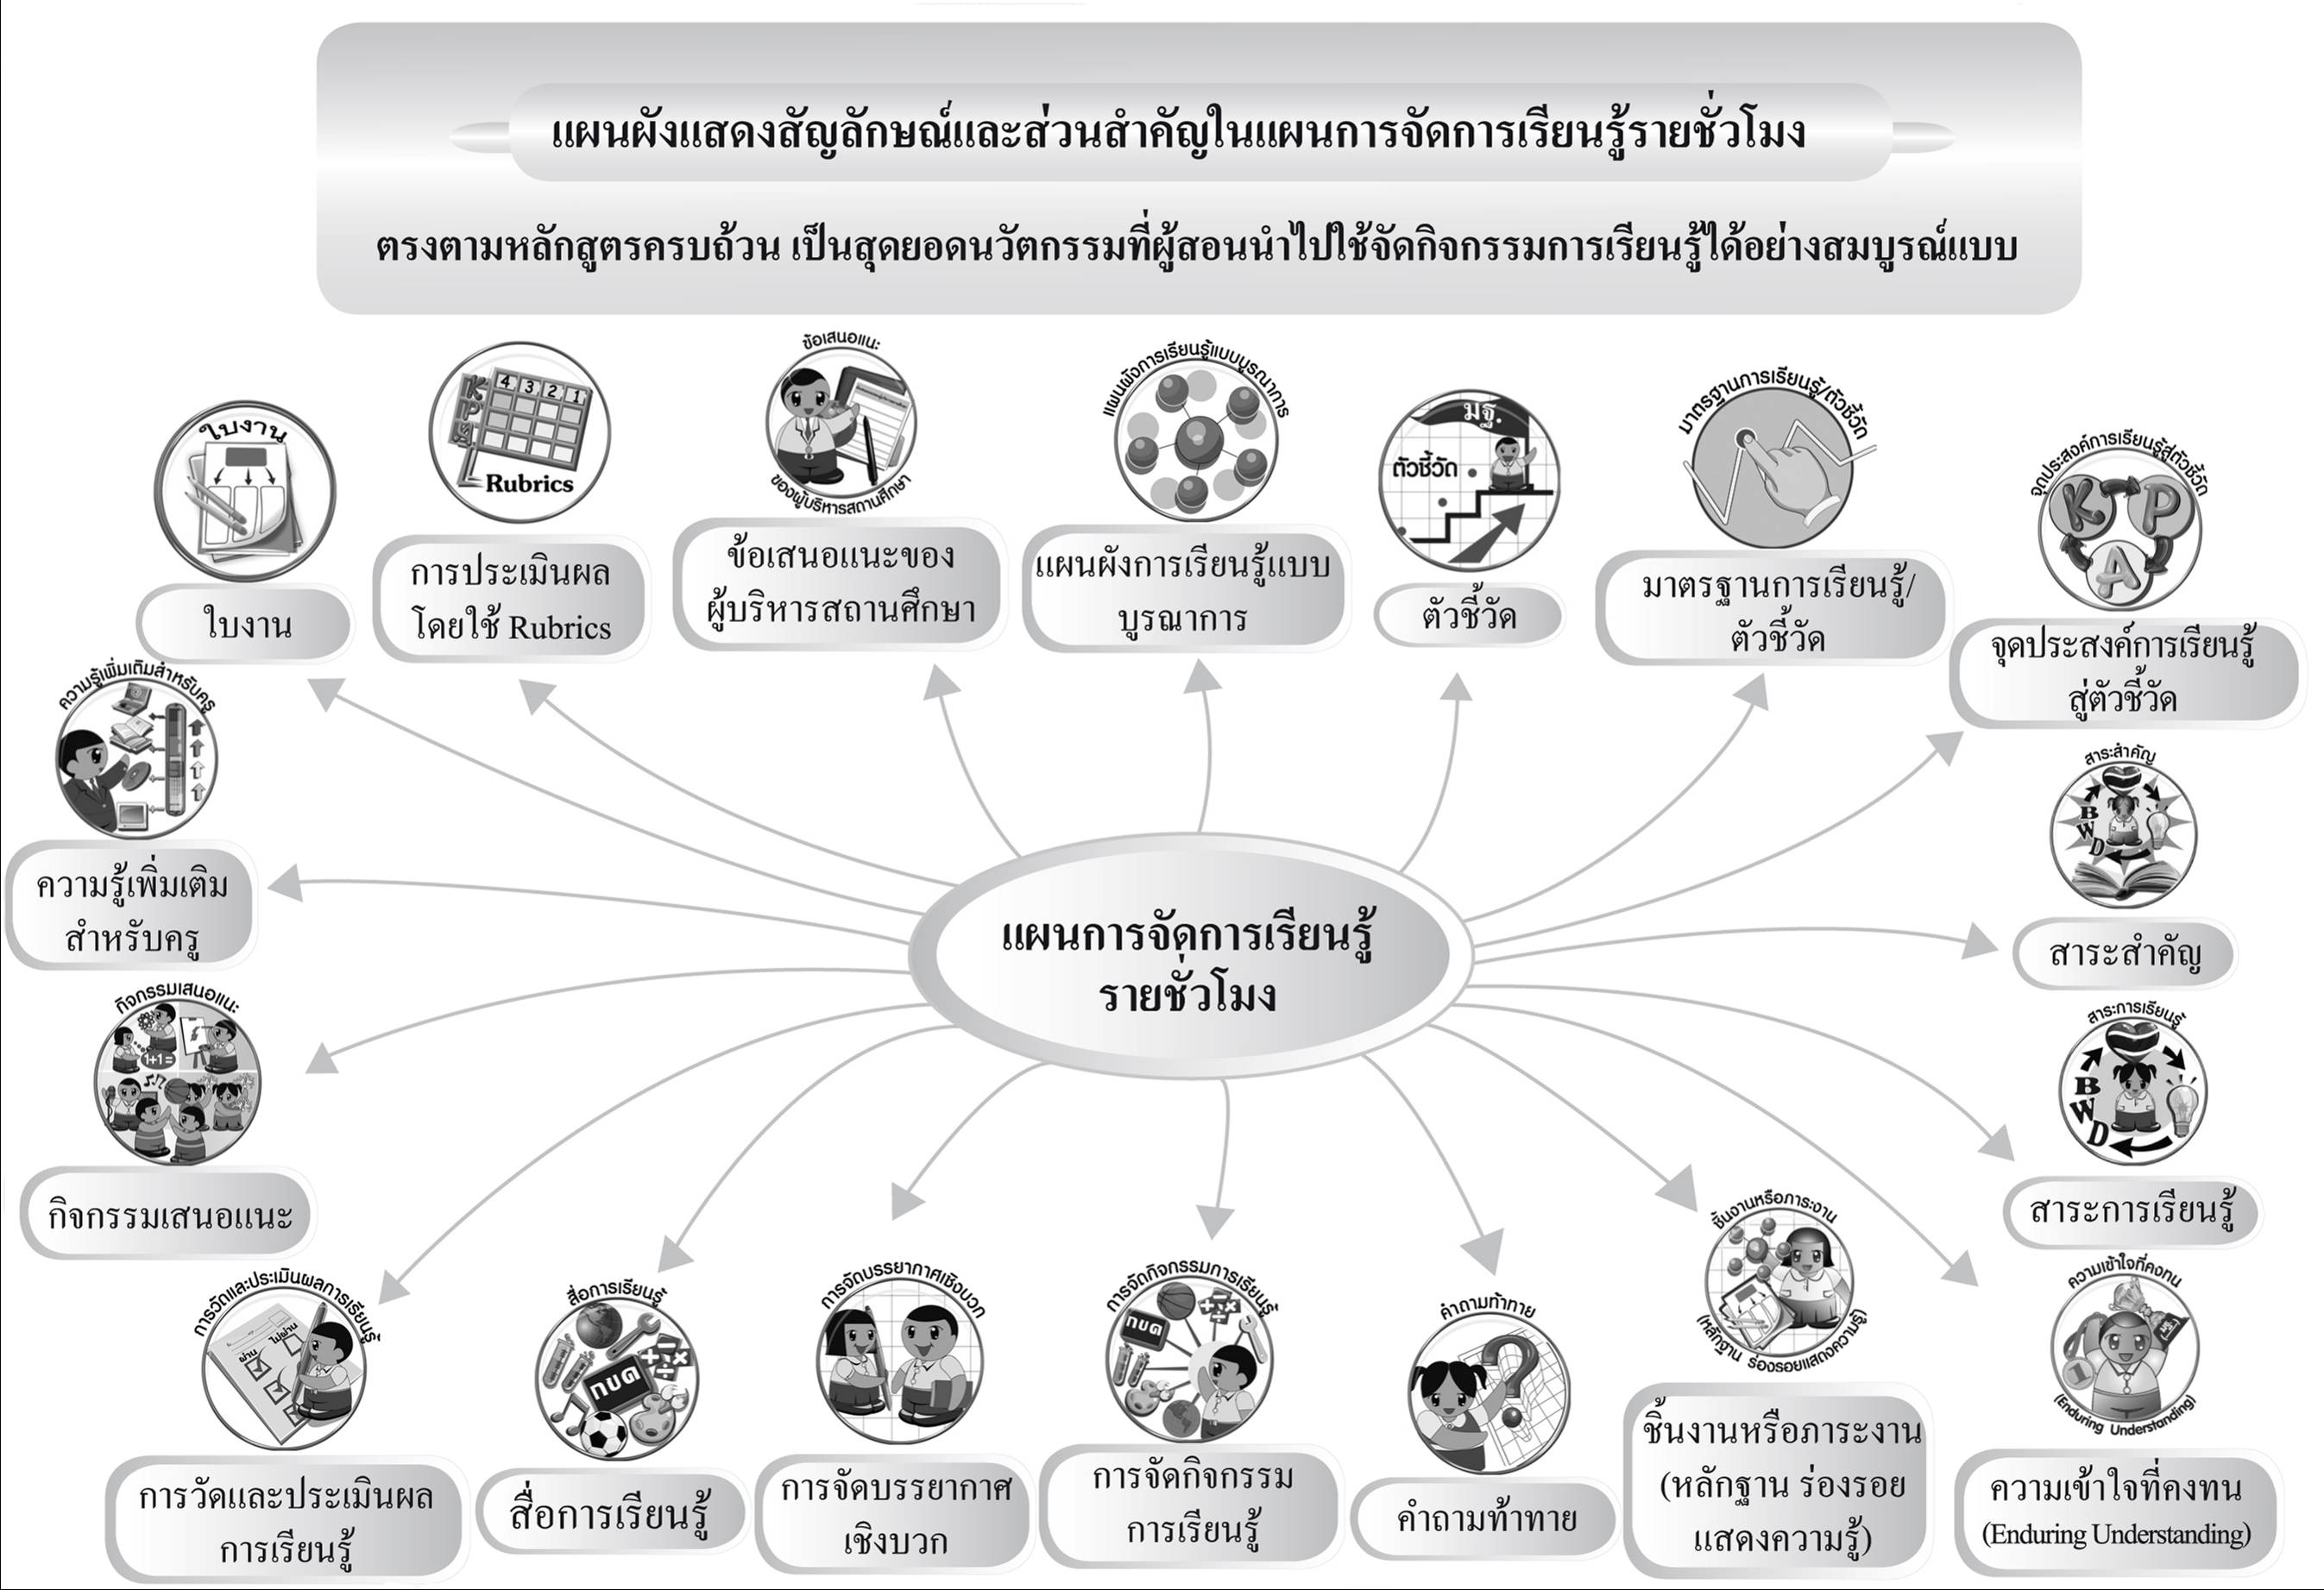 แผนผังแสดงสัญลักษณ์และส่วนสำคัญในแผนการจัดการเรียนรู้รายชั่วโมง
ตรงตามหลักสูตรครบถ้วน เป็นสุดยอดนวัตกรรมที่ผู้สอนนำไปใช้จัดกิจกรรมการเรียนรู้ได้อย่างสมบูรณ์แบบ
ใบงาน
ใบงาน
K P A
4 3 2 1
Rubrics
การประเมินผล
โดยใช้ Rubrics
ข้อเสนอแนะ
ของผู้บริหารสถานศึกษา
ข้อเสนอแนะของ
ผู้บริหารสถานศึกษา
แผนผังการเรียนรู้แบบบูรณาการ
แผนผังการเรียนรู้แบบ
บูรณาการ
มฐ.
ตัวชี้วัด
ตัวชี้วัด
มาตรฐานการเรียนรู้/ตัวชี้วัด
มาตรฐานการเรียนรู้/
ตัวชี้วัด
จุดประสงค์การเรียนรู้สู่ตัวชี้วัด
K P
A
จุดประสงค์การเรียนรู้
สู่ตัวชี้วัด
ความรู้เพิ่มเติมสำหรับครู
ความรู้เพิ่มเติม
สำหรับครู
สาระสำคัญ
B
W
D
สาระสำคัญ
แผนการจัดการเรียนรู้
รายชั่วโมง
กิจกรรมเสนอแนะ
1+1=
กิจกรรมเสนอแนะ
สาระการเรียนรู้
B
W
D
สาระการเรียนรู้
การวัดและประเมินผลการเรียนรู้
ไม่ผ่าน
ผ่าน
การวัดและประเมินผล
การเรียนรู้
สื่อการเรียนรู้
กขค
สื่อการเรียนรู้
การจัดบรรยากาศเชิงบวก
การจัดบรรยากาศ
เชิงบวก
การจัดกิจกรรมการเรียนรู้
กขค
การจัดกิจกรรม
การเรียนรู้
คำถามท้าทาย
คำถามท้าทาย
ชิ้นงานหรือภาระงาน
(หลักฐาน ร่องรอยแสดงความรู้)
ชิ้นงานหรือภาระงาน
(หลักฐาน ร่องรอย
แสดงความรู้)
ความเข้าใจที่คงทน
1
(Enduring Understanding)
ความเข้าใจที่คงทน
(Enduring Understanding)